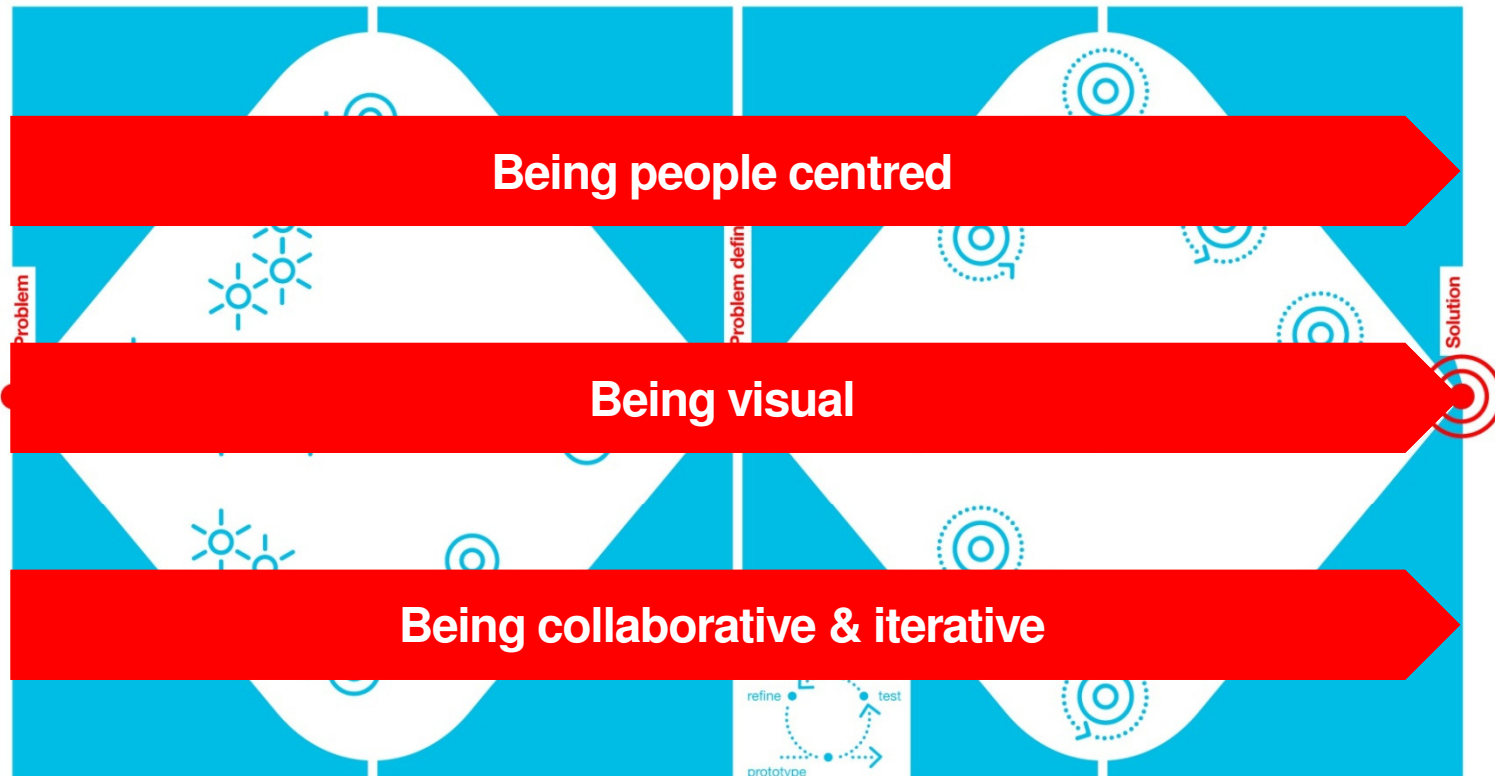 Being people centred
Problem
Problem defin
Solution
Being visual
Being collaborative & iterative
refine
test
prototype